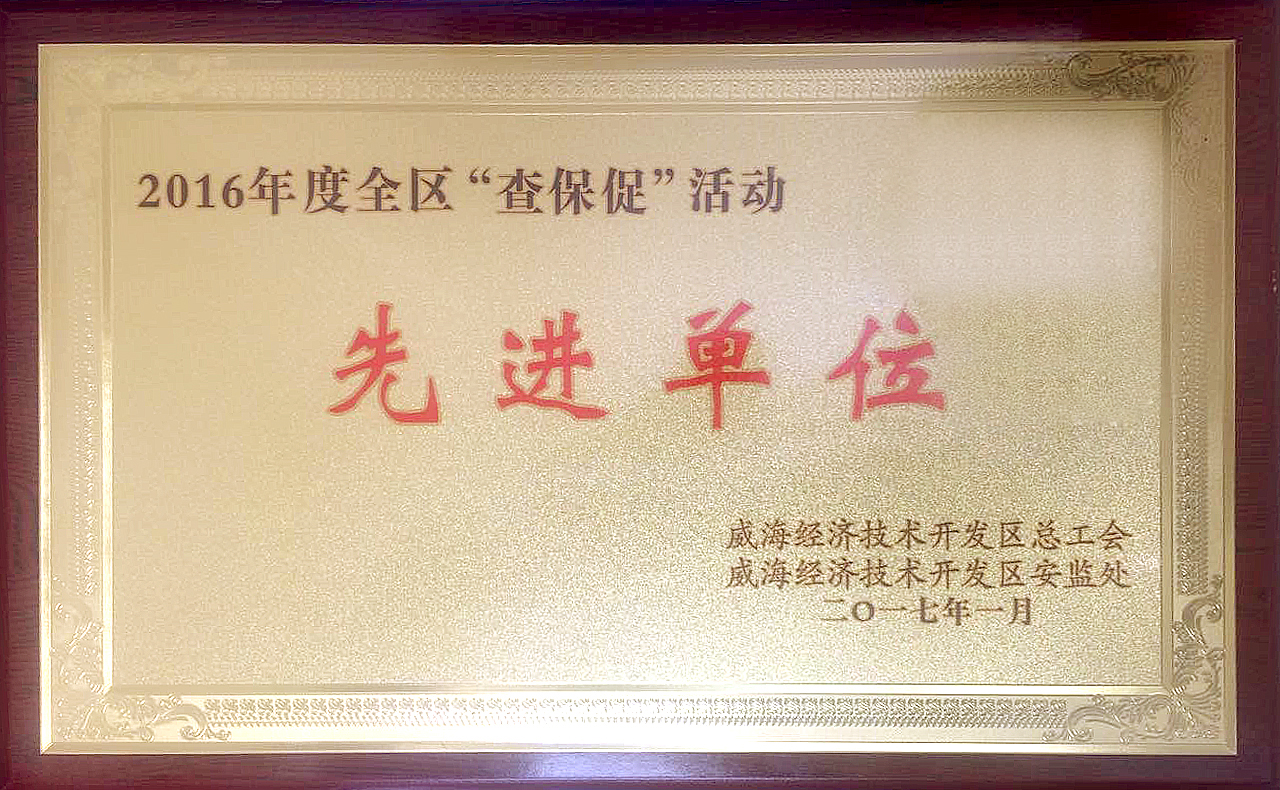 2016年度全区“查保促”活动
先进单位
威海经济技术开发区总工会
威海经济技术开发区安监处
二〇一七年一月